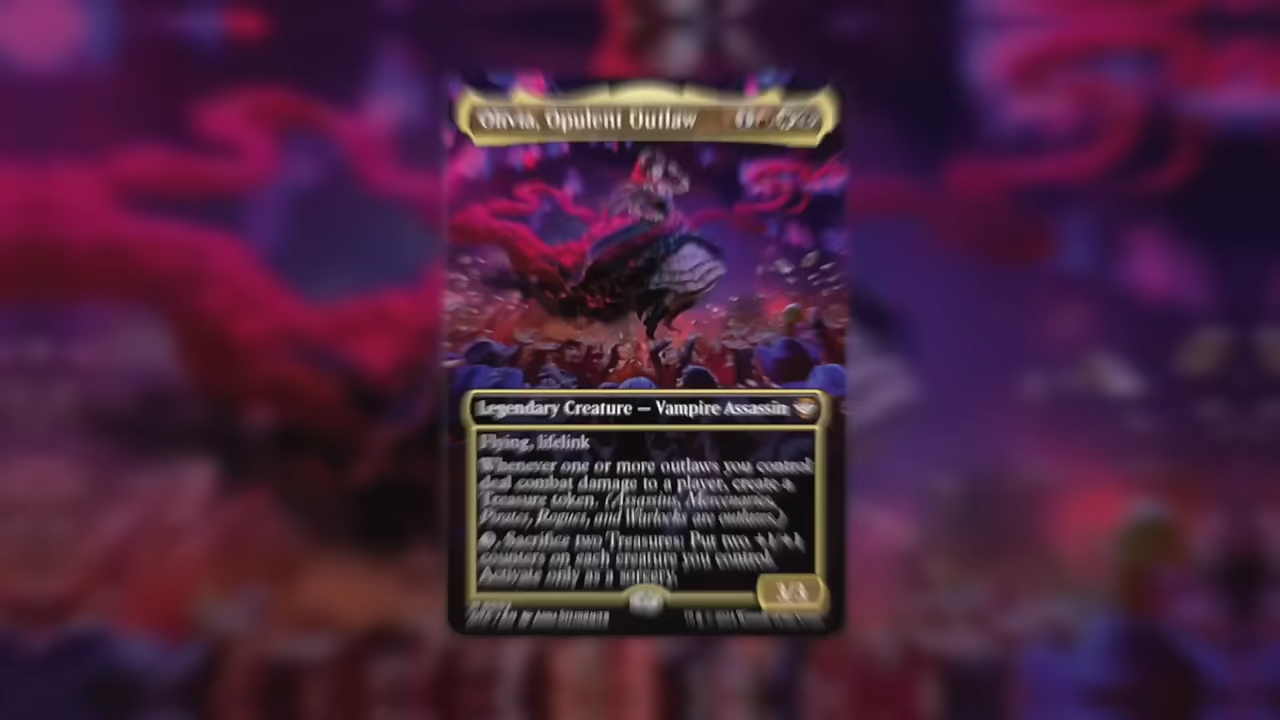 Olivia, Opulent Outlaw
Legendary Creature — Vampire Assassin
Flying, lifelink
Whenever one or more outlaws you control
deal combat damage to a player, create a
Treasure token. (Assassins, Mercenaries,
Pirates, Rogues, and Warlocks are outlaws.)
Sacrifice two Treasures: Put two +1/+1
counters on each creature you control.
Activate only as a sorcery.
3/3